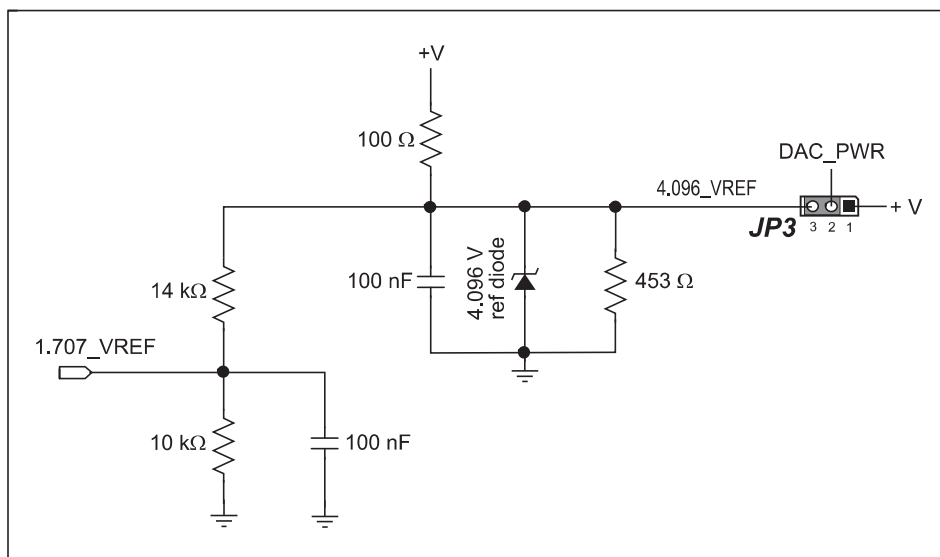 +V
100 Ω
DAC_PWR
4.096_VREF
+ V
JP3
3 2 1
14 kΩ
100 nF
4.096 V
ref diode
453 Ω
1.707_VREF
10 kΩ
100 nF